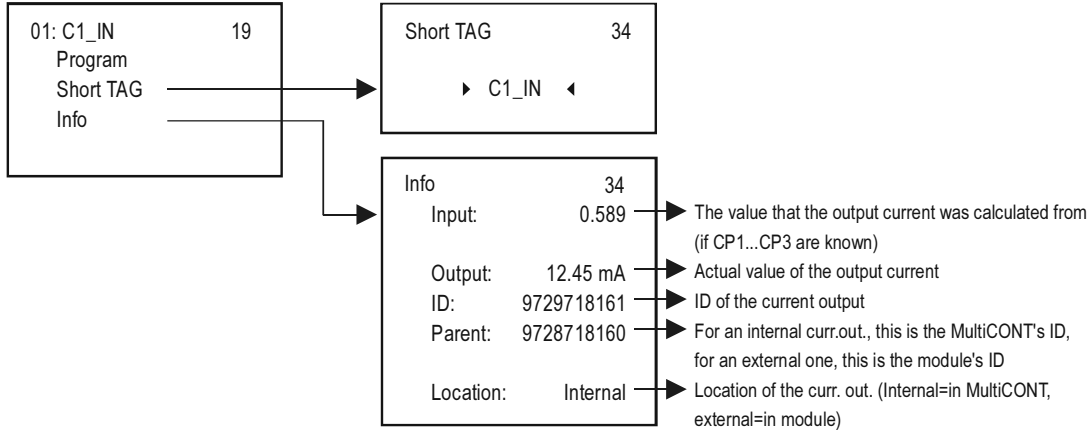 01: C1_IN 19
Program
Short TAG
Info
Short TAG 34
C1_IN
Info 34
Input: 0.589
The value that the output current was calculated from
(if CP1...CP3 are known)
Output: 12.45 mA
Actual value of the output current
ID: 9729718161
ID of the current output
Parent: 9728718160
For an internal curr.out., this is the MultiCONT's ID,
for an external one, this is the module's ID
Location: Internal
Location of the curr. out. (Internal=in MultiCONT,
external=in module)